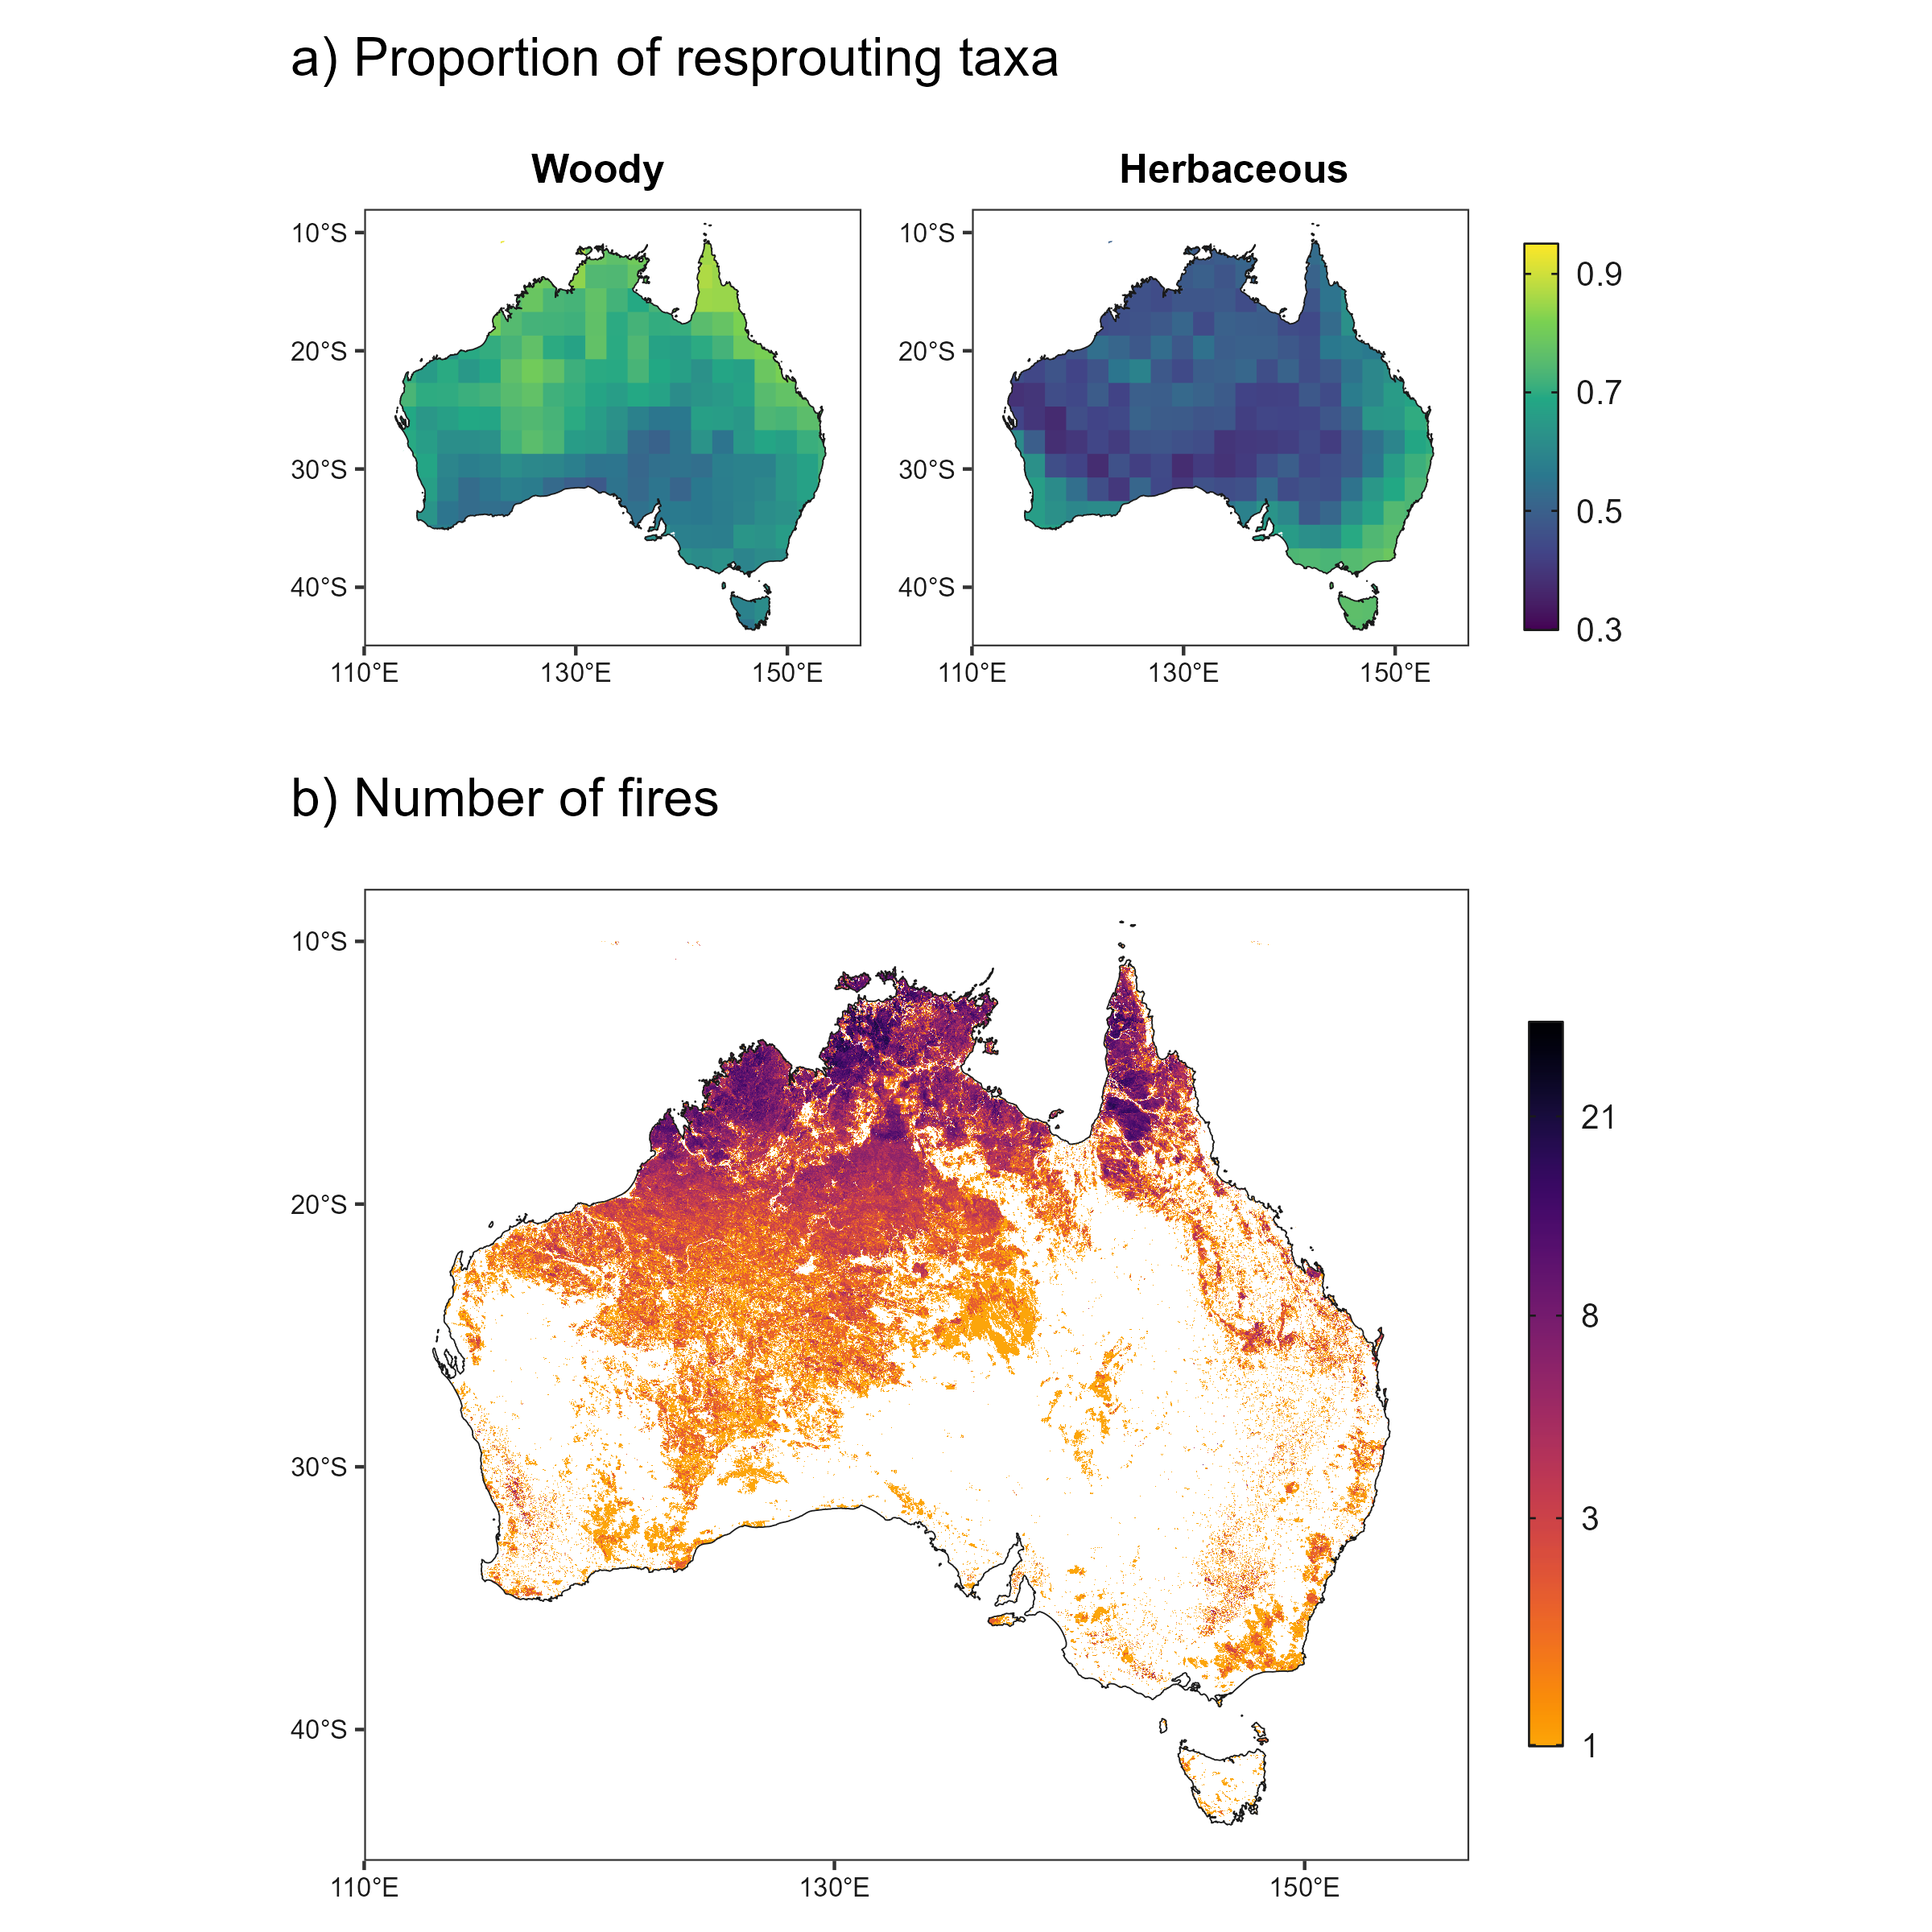 a) Proportion of resprouting taxa
Woody
Herbaceous
10°S
20°S
30°S
40°S
110°E 130°E 150°E
10°S
20°S
30°S
40°S
110°E 130°E 150°E
0.9
0.7
0.5
0.3
b) Number of fires
10°S
20°S
30°S
40°S
110°E 130°E 150°E
21
8
3
1